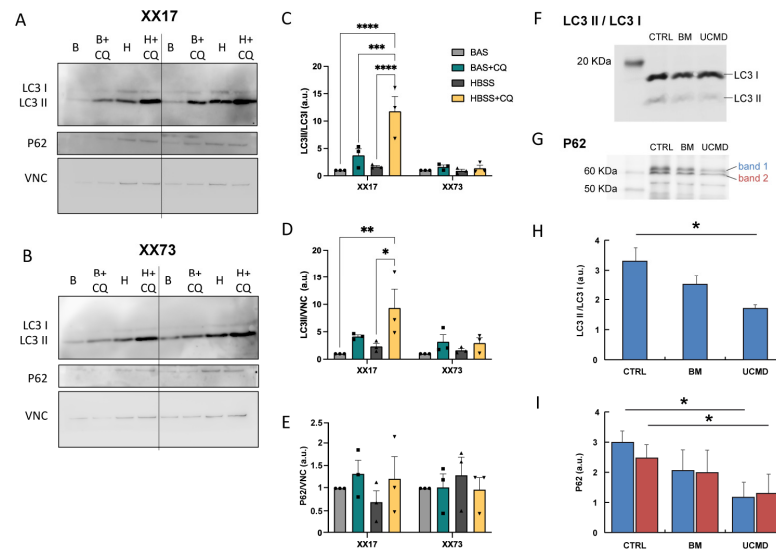 A
XX17
B B+ CQ H H+ CQ B B+ CQ H H+ CQ
LC3 I
LC3 II
P62
VNC
B
XX73
B B+ CQ H H+ CQ B B+ CQ H H+ CQ
LC3 I
LC3 II
P62
VNC
C
****
***
****
BAS
BAS+CQ
HBSS
HBSS+CQ
LC3II/LC3I (a.u.)
20
15
10
5
0
XX17 XX73
D
**
*
LC3II/VNC (a.u.)
20
15
10
5
0
XX17 XX73
E
P62/VNC (a.u.)
2.5
2.0
1.5
1.0
0.5
0
XX17 XX73
F LC3 II / LC3 I
CTRL BM UCMD
20 KDa
LC3 I
LC3 II
G P62
CTRL BM UCMD
60 KDa
50 KDa
band 1
band 2
H
*
LC3 II /LC3 I (a.u.)
4
3
2
1
0
CTRL BM UCMD
I
*
*
P62 (a.u.)
4
3
2
1
0
CTRL BM UCMD